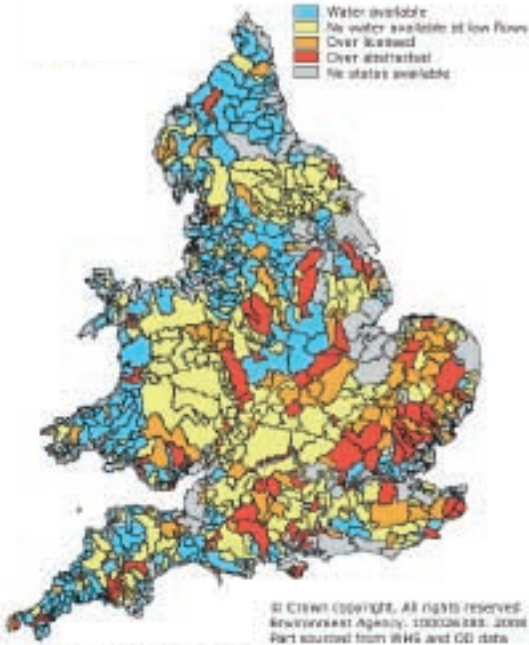 Water available
No water available at low flows
Over licensed
Over abstracted
No status available
© Crown copyright. All rights reserved
Environment Agency, 100026380, 2008
Part sourced from WHS and OD data